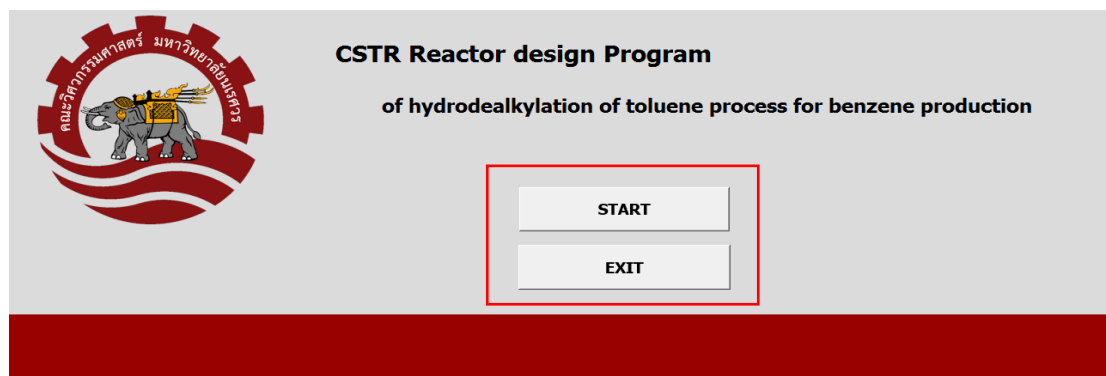 คณะวิศวกรรมศาสตร์ มหาวิทยาลัยนเรศวร
CSTR Reactor design Program
of hydrodealkylation of toluene process for benzene production
START
EXIT